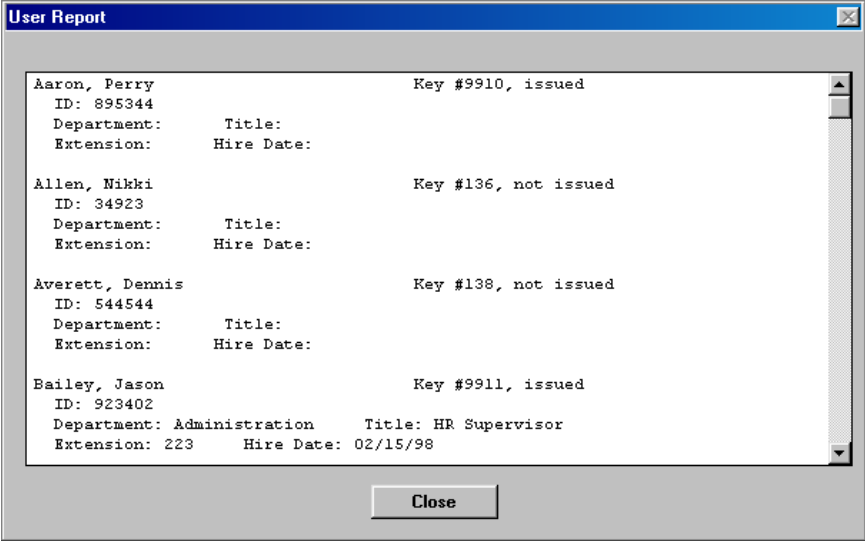 User Report
Aaron, Perry Key #9910, issued
ID: 895344
Department: Title:
Extension: Hire Date:
Allen, Nikki Key #136, not issued
ID: 34923
Department: Title:
Extension: Hire Date:
Averett, Dennis Key #138, not issued
ID: 544544
Department: Title:
Extension: Hire Date:
Bailey, Jason Key #9911, issued
ID: 923402
Department: Administration Title: HR Supervisor
Extension: 223 Hire Date: 02/15/98
Close